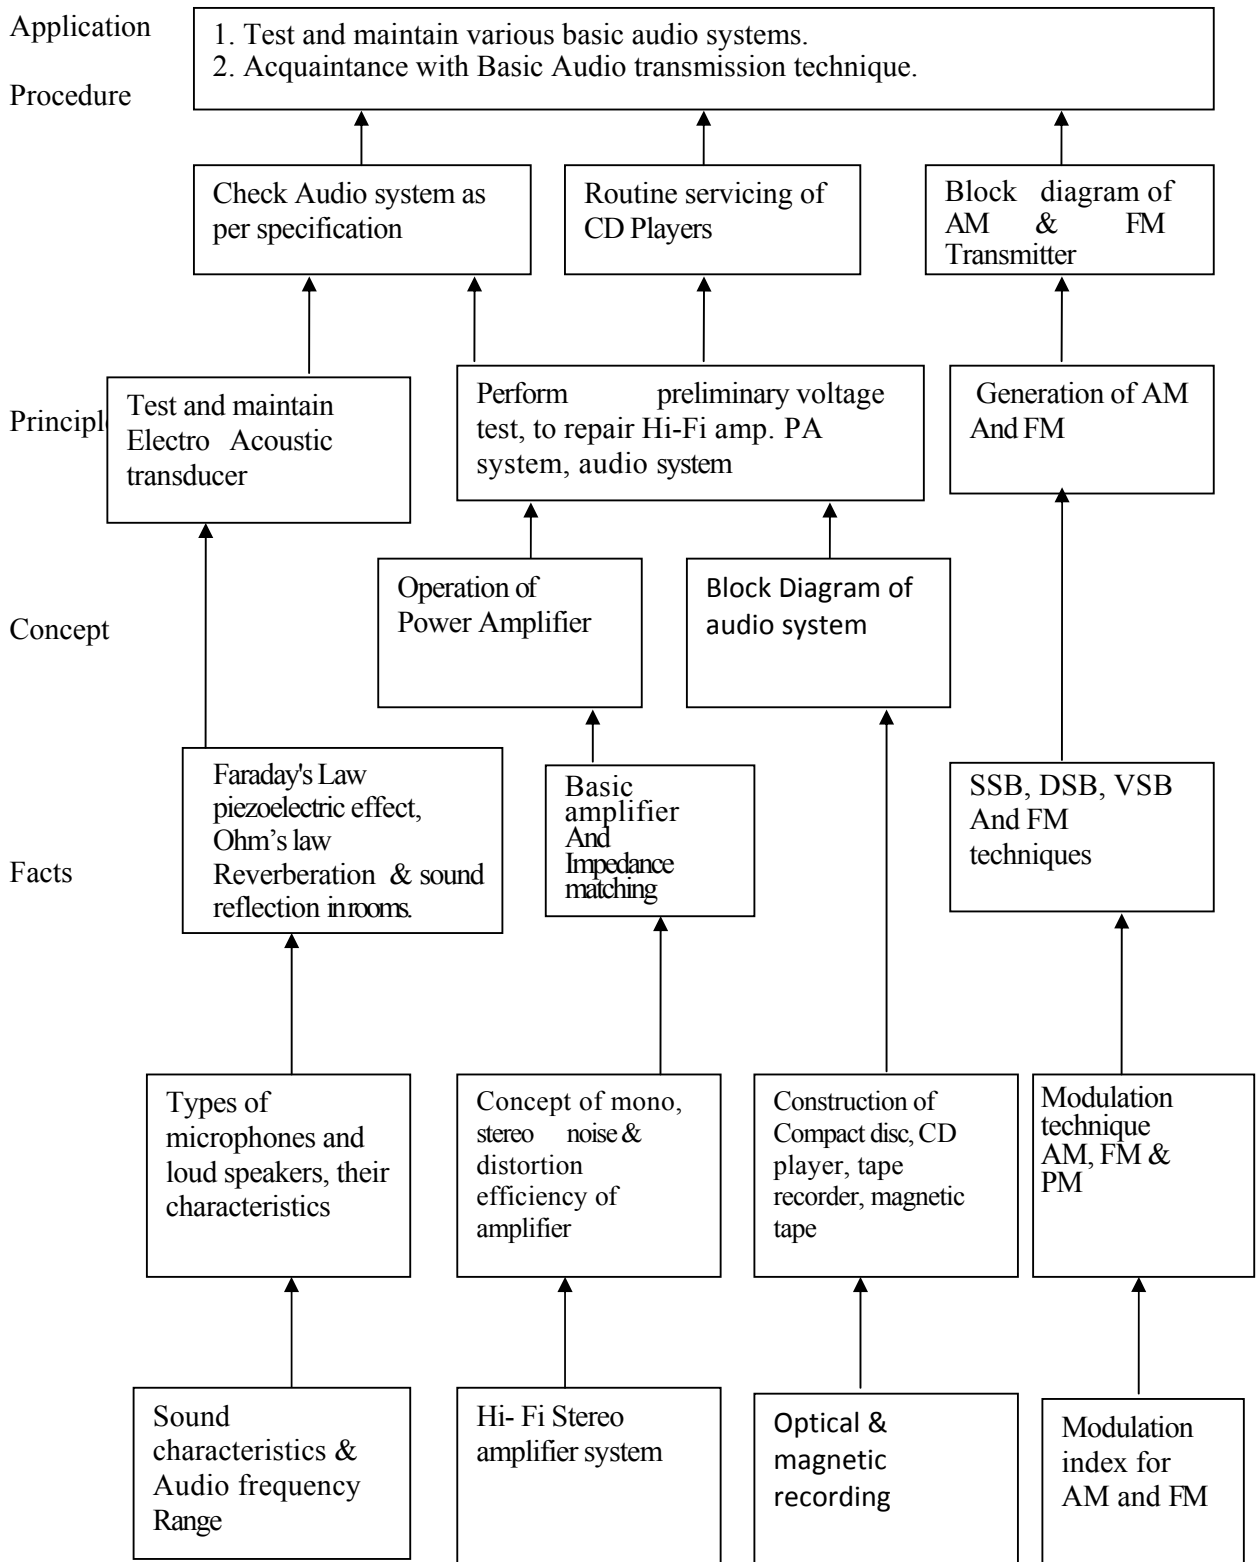 Application
1. Test and maintain various basic audio systems.
2. Acquaintance with Basic Audio transmission technique.
Procedure
Check Audio system as
per specification
Routine servicing of
CD Players
Block diagram of
AM & FM
Transmitter
Principle
Test and maintain
Electro Acoustic
transducer
Perform preliminary voltage
test, to repair Hi-Fi amp. PA
system, audio system
Generation of AM
And FM
Concept
Operation of
Power Amplifier
Block Diagram of
audio system
Facts
Faraday's Law
piezoelectric effect,
Ohm’s law
Reverberation & sound
reflection in rooms.
Basic
amplifier
And
Impedance
matching
SSB, DSB, VSB
And FM
techniques
Types of
microphones and
loud speakers, their
characteristics
Concept of mono,
stereo noise &
distortion
efficiency of
amplifier
Construction of
Compact disc, CD
player, tape
recorder, magnetic
tape
Modulation
technique
AM, FM &
PM
Sound
characteristics &
Audio frequency
Range
Hi- Fi Stereo
amplifier system
Optical &
magnetic
recording
Modulation
index for
AM and FM